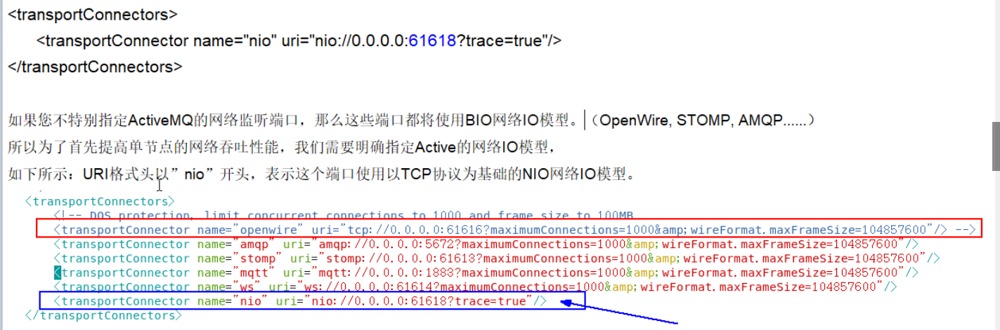 <transportConnectors>
<transportConnector name="nio" uri="nio://0.0.0.0:61618?trace=true"/>
</transportConnectors>
如果您不特别指定ActiveMQ的网络监听端口，那么这些端口都将使用BIO网络IO模型。（OpenWire, STOMP, AMQP......）
所以为了首先提高单节点的网络吞吐性能，我们需要明确指定Active的网络IO模型，
如下所示：URI格式头以”nio”开头，表示这个端口使用以TCP协议为基础的NIO网络IO模型。
<transportConnectors>
<!-- DOS protection, limit concurrent connections to 1000 and frame size to 100MB
<transportConnector name="openwire" uri="tcp://0.0.0.0:61616?maximumConnections=1000&amp;wireFormat.maxFrameSize=104857600"/> -->
<transportConnector name="amqp" uri="amqp://0.0.0.0:5672?maximumConnections=1000&amp;wireFormat.maxFrameSize=104857600"/>
<transportConnector name="stomp" uri="stomp://0.0.0.0:61613?maximumConnections=1000&amp;wireFormat.maxFrameSize=104857600"/>
<transportConnector name="mqtt" uri="mqtt://0.0.0.0:1883?maximumConnections=1000&amp;wireFormat.maxFrameSize=104857600"/>
<transportConnector name="ws" uri="ws://0.0.0.0:61614?maximumConnections=1000&amp;wireFormat.maxFrameSize=104857600"/>
<transportConnector name="nio" uri="nio://0.0.0.0:61618?trace=true"/>
</transportConnectors>